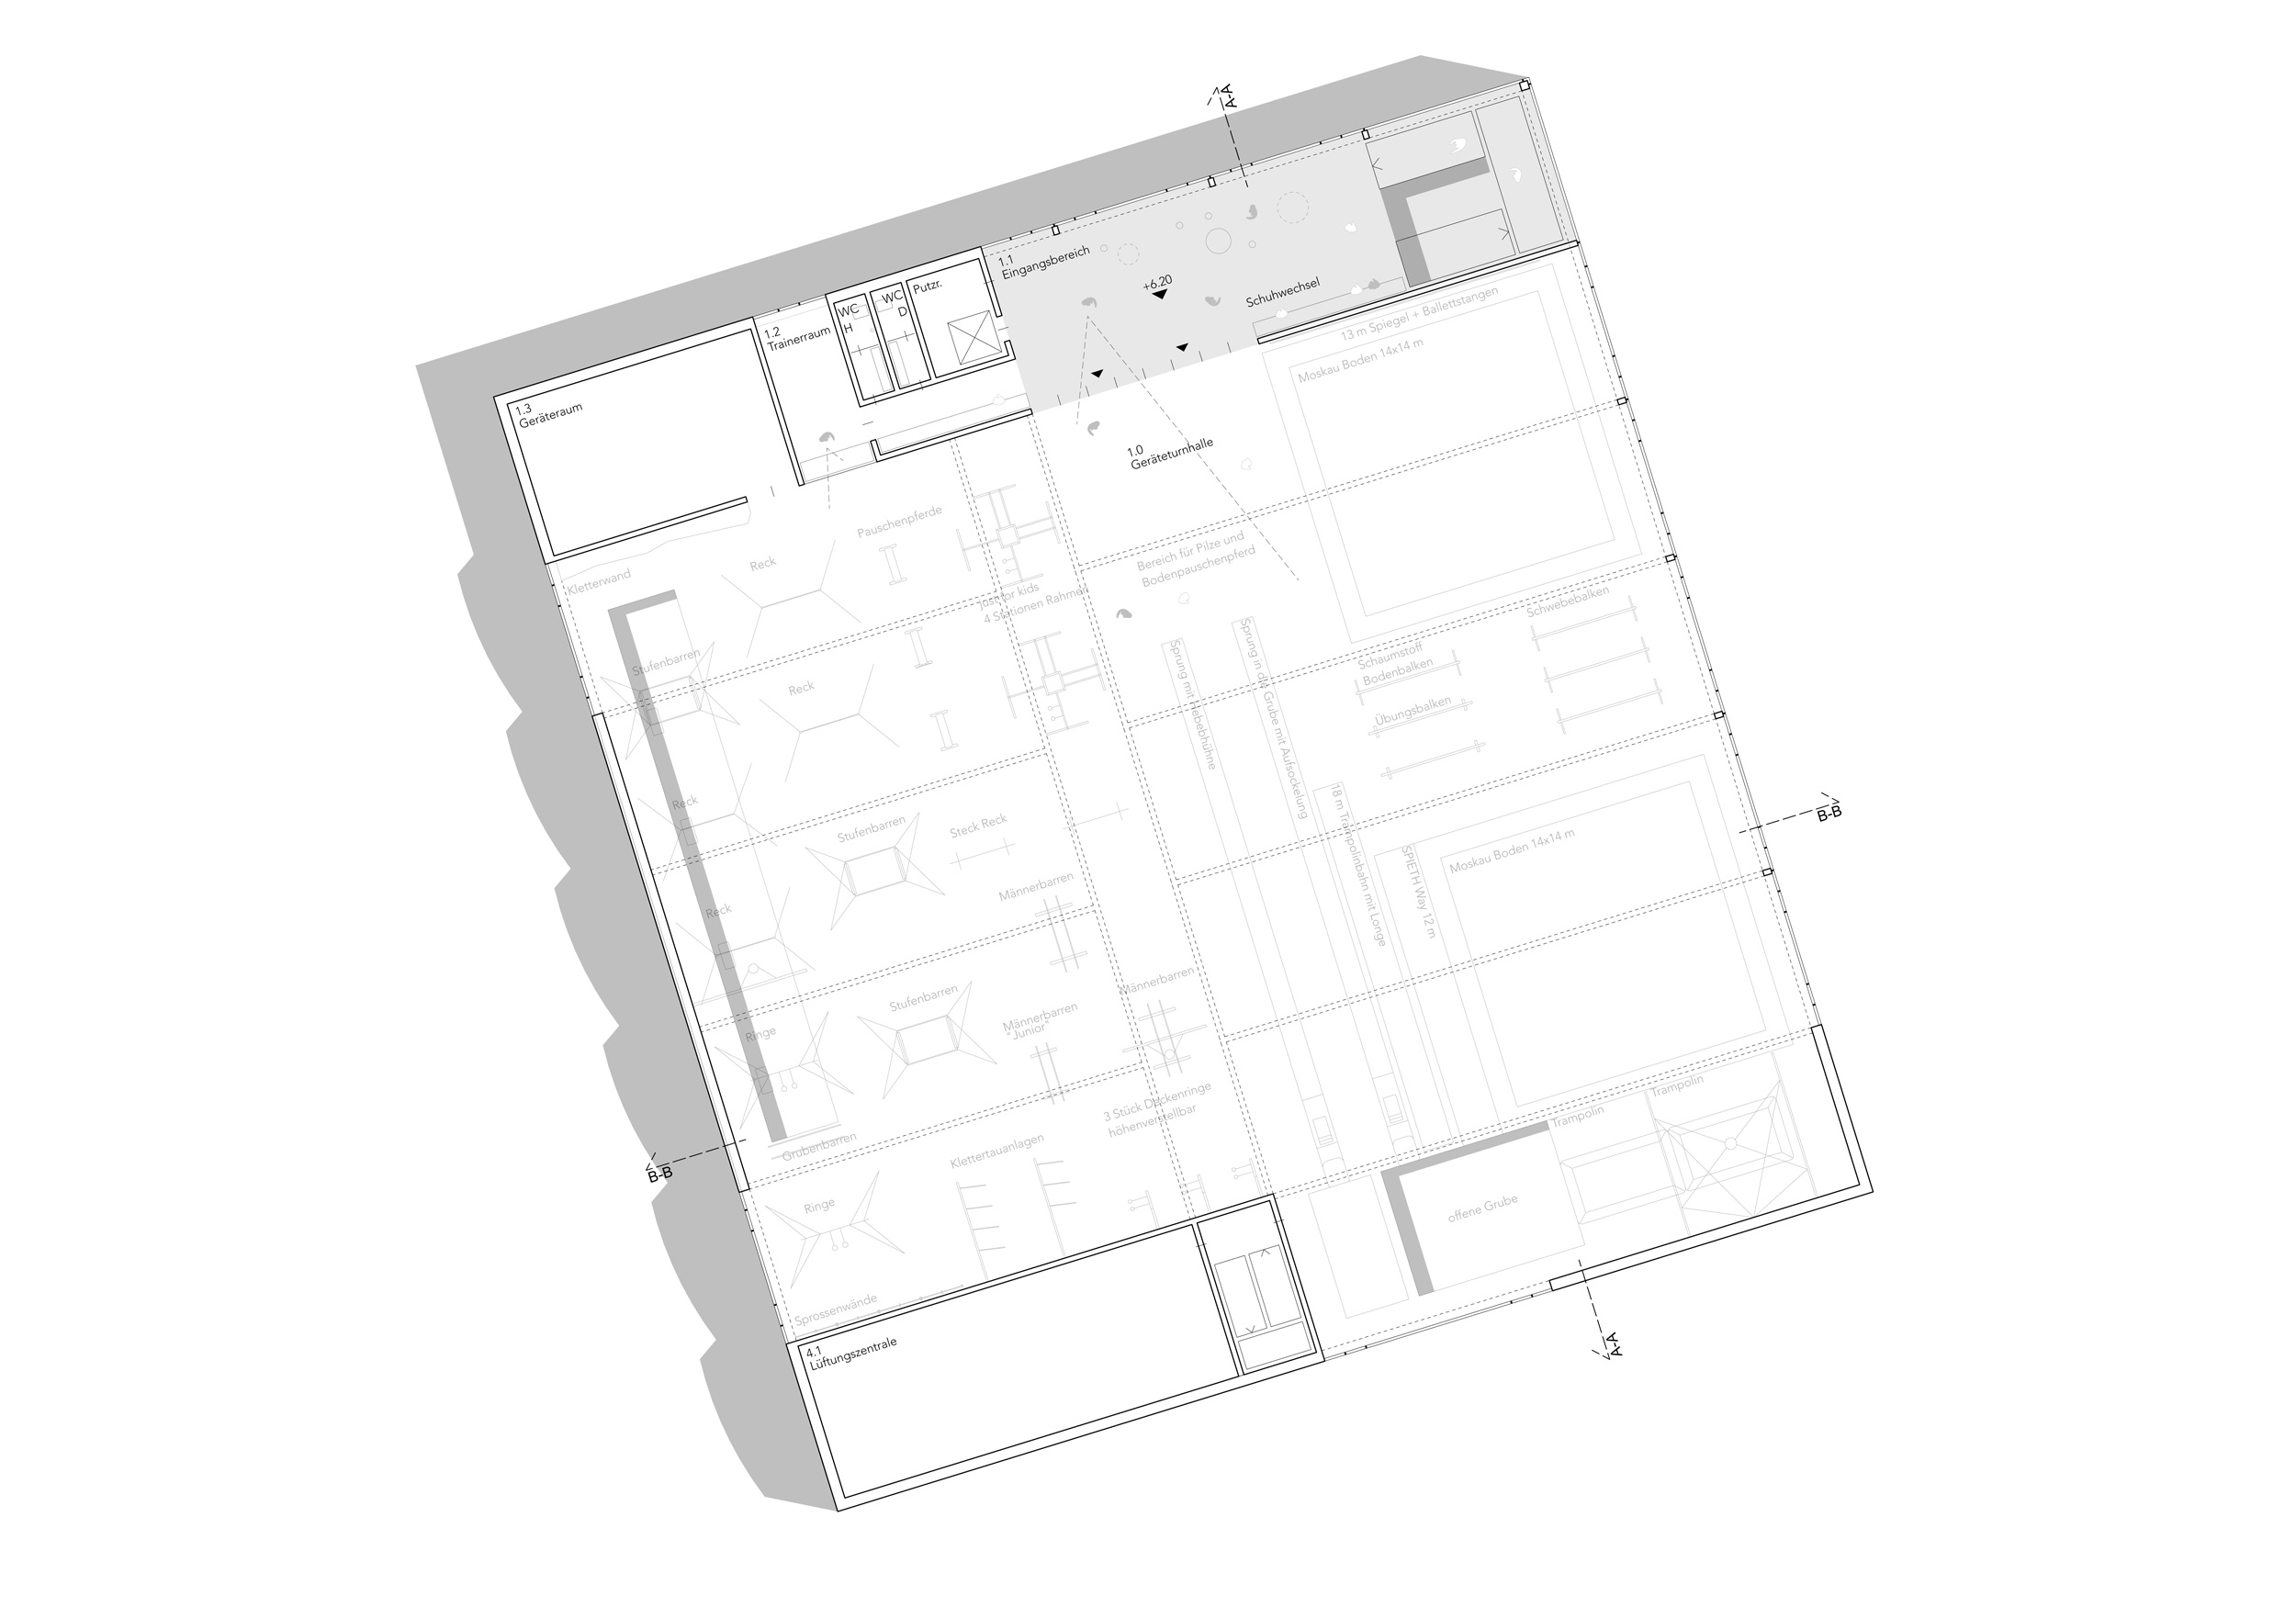 A-A
1.1
Eingangsbereich
+6.20
Schuhwechsel
13 m Spiegel + Ballettstangen
Moskau Boden 14x14 m
WC
H
WC
D
Putzr.
1.2
Trainerraum
1.3
Geräteraum
1.0
Geräteturnhalle
Kletterwand
Reck
Pauschenpferde
just for kids
4 Stationen Rahmen
Bereich für Pilze und
Bodenpauschenpferd
Stufenbarren
Reck
Sprung mit Hebebühne
Sprung in die Grube mit Aufsockelung
Schaumstoff
Bodenbalken
Übungsbalken
Schwebebalken
Reck
Stufenbarren
Steck Reck
Männerbarren
18 m Trampolinbahn mit Longe
SPIETH Way 12 m
Moskau Boden 14x14 m
B-B
Reck
Ringe
Stufenbarren
Männerbarren
"Junior"
Männerbarren
3 Stück Deckenringe
höhenverstellbar
Trampolin
Trampolin
offene Grube
B-B
Grubenbarren
Klettertauanlagen
Ringe
Sprossenwände
4.1
Lüftungszentrale
A-A